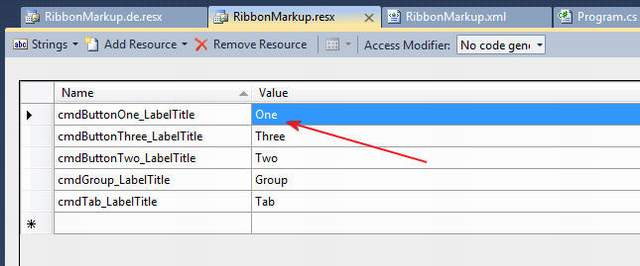 RibbonMarkup.de.resx RibbonMarkup.resx RibbonMarkup.xml Program.cs
abc Strings Add Resource Remove Resource Access Modifier: No code gen
Name Value
cmdButtonOne_LabelTitle One
cmdButtonThree_LabelTitle Three
cmdButtonTwo_LabelTitle Two
cmdGroup_LabelTitle Group
cmdTab_LabelTitle Tab